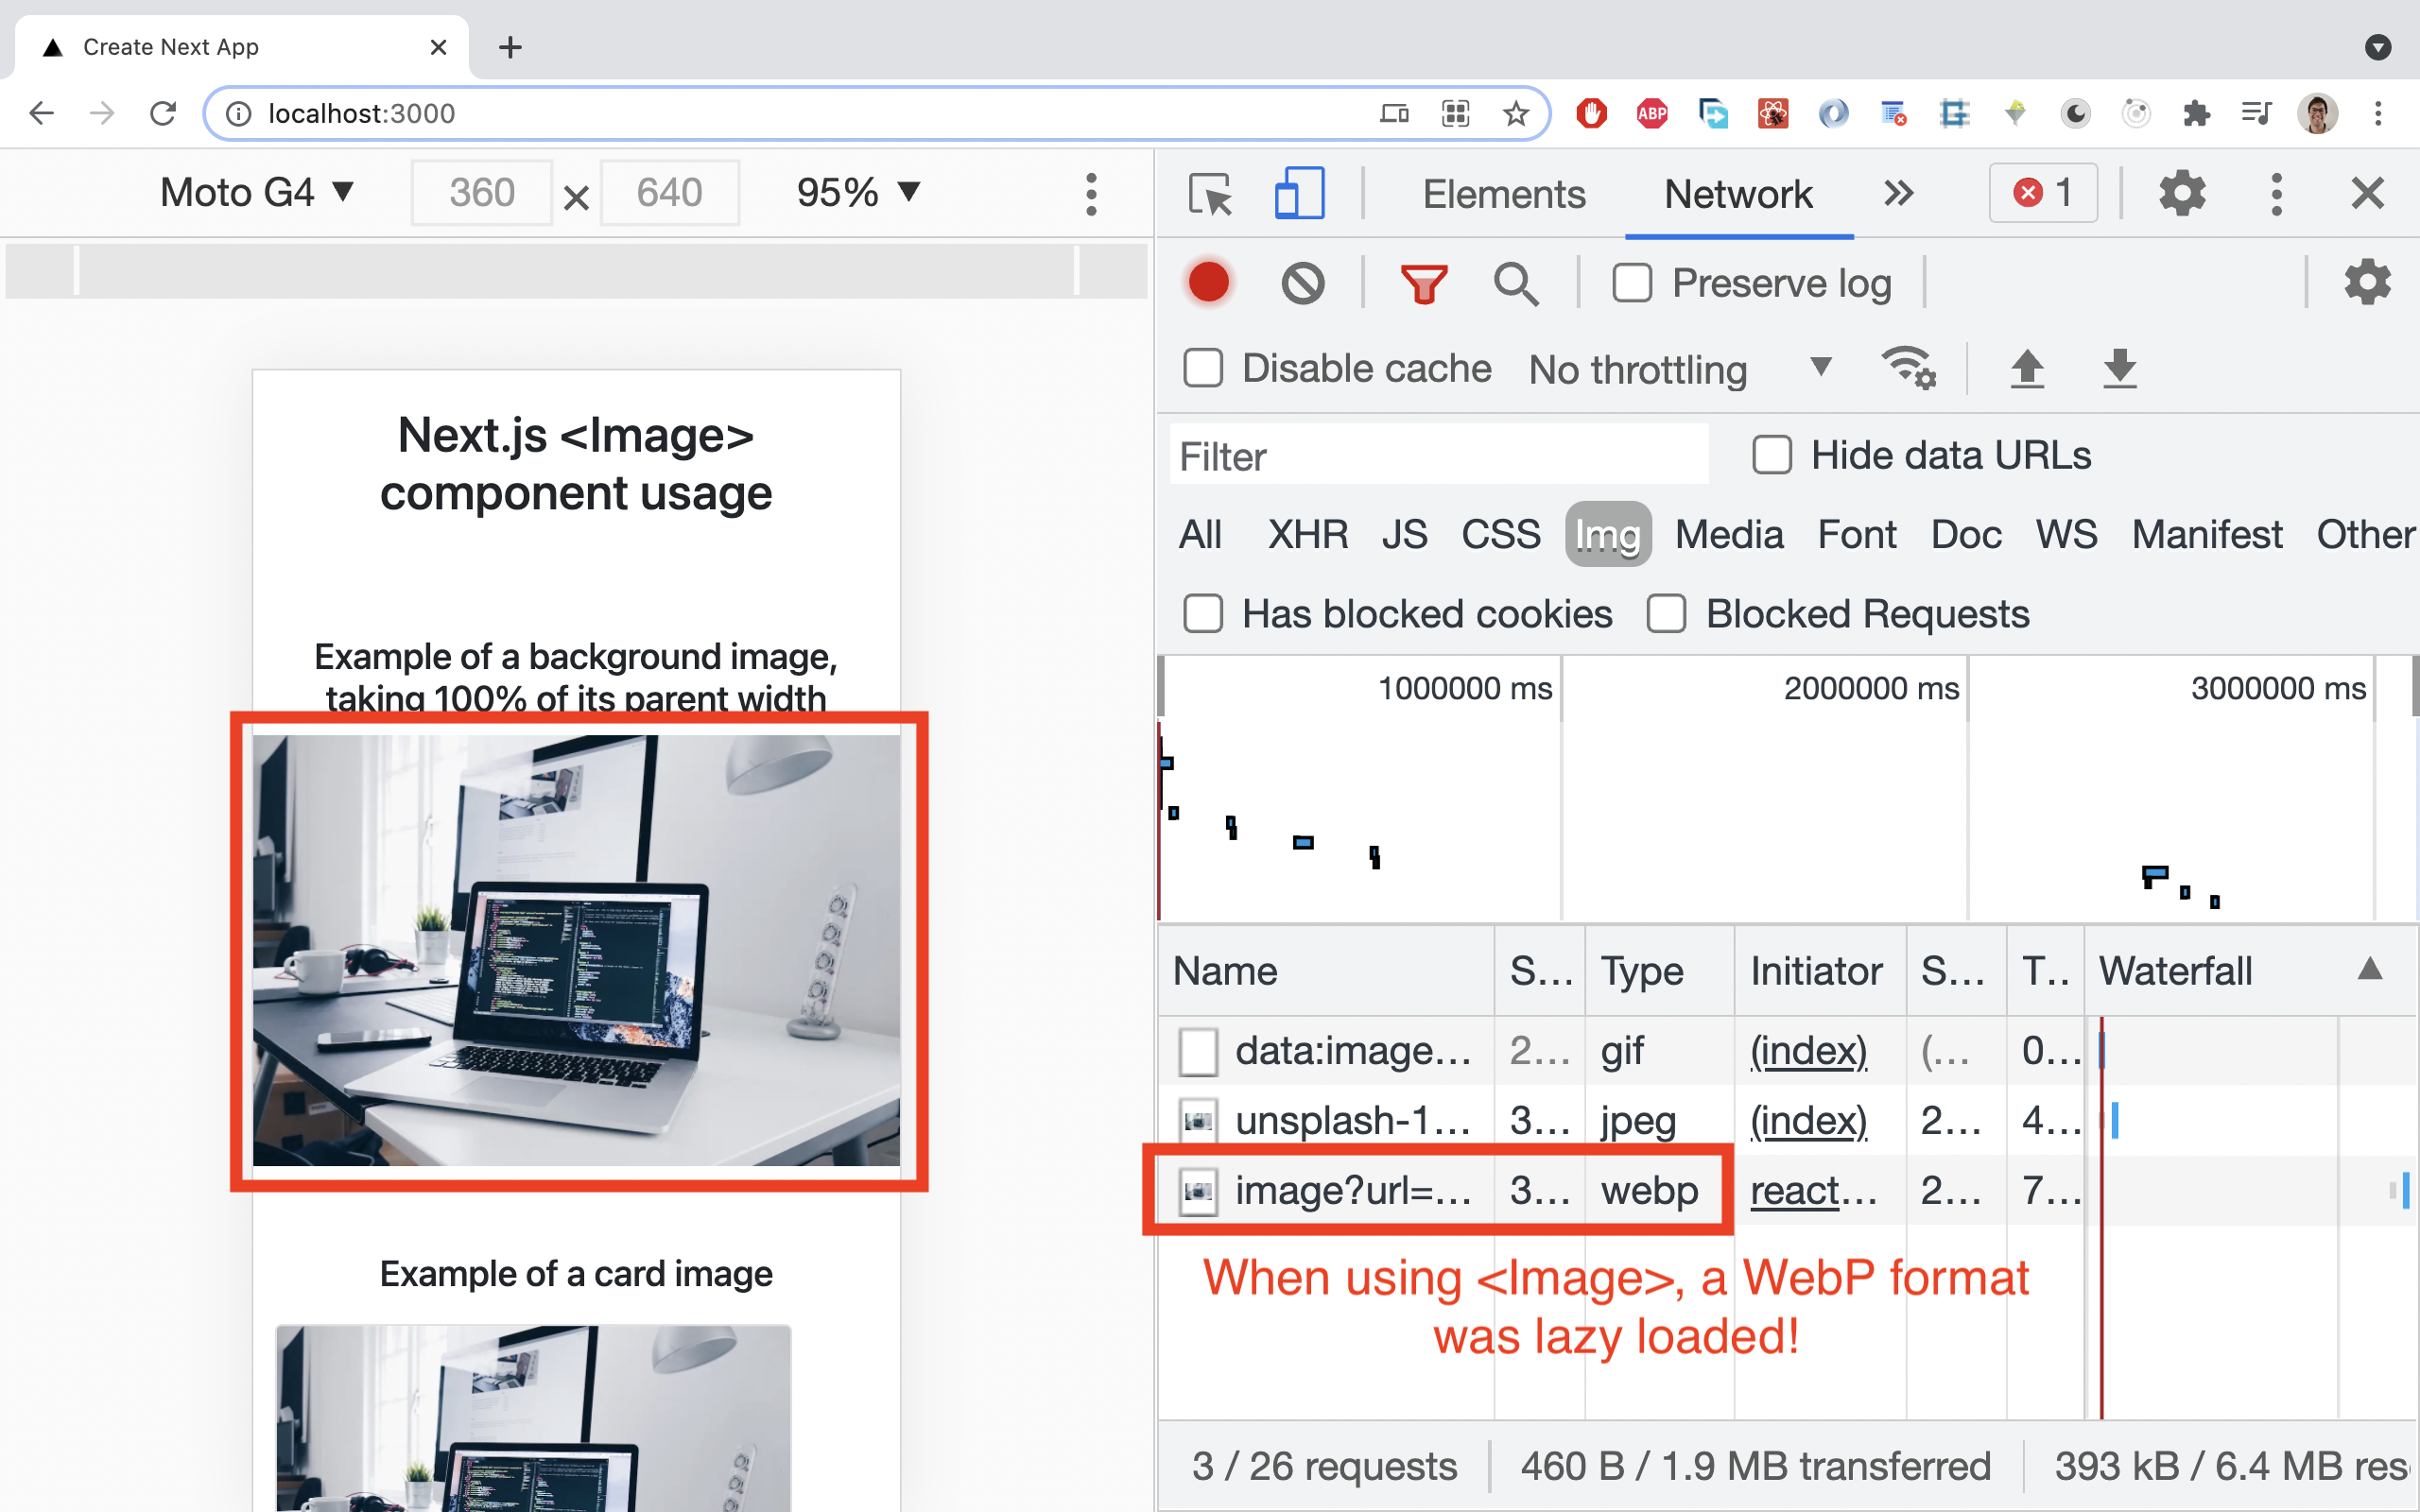 Create Next App
localhost:3000
Moto G4 ▼
360 × 640
95% ▼
Elements
Network
1
Preserve log
Disable cache
No throttling
Filter
Hide data URLs
All XHR JS CSS Img Media Font Doc WS Manifest Other
Has blocked cookies
Blocked Requests
1000000 ms
2000000 ms
3000000 ms
Name S... Type Initiator S... T.. Waterfall
data:image... 2... gif (index) (... 0...
unsplash-1... 3... jpeg (index) 2... 4...
image?url=... 3... webp react... 2... 7...
When using <Image>, a WebP format
was lazy loaded!
3 / 26 requests
460 B / 1.9 MB transferred
393 kB / 6.4 MB res
Next.js <Image>
component usage
Example of a background image,
taking 100% of its parent width
Example of a card image
ABP